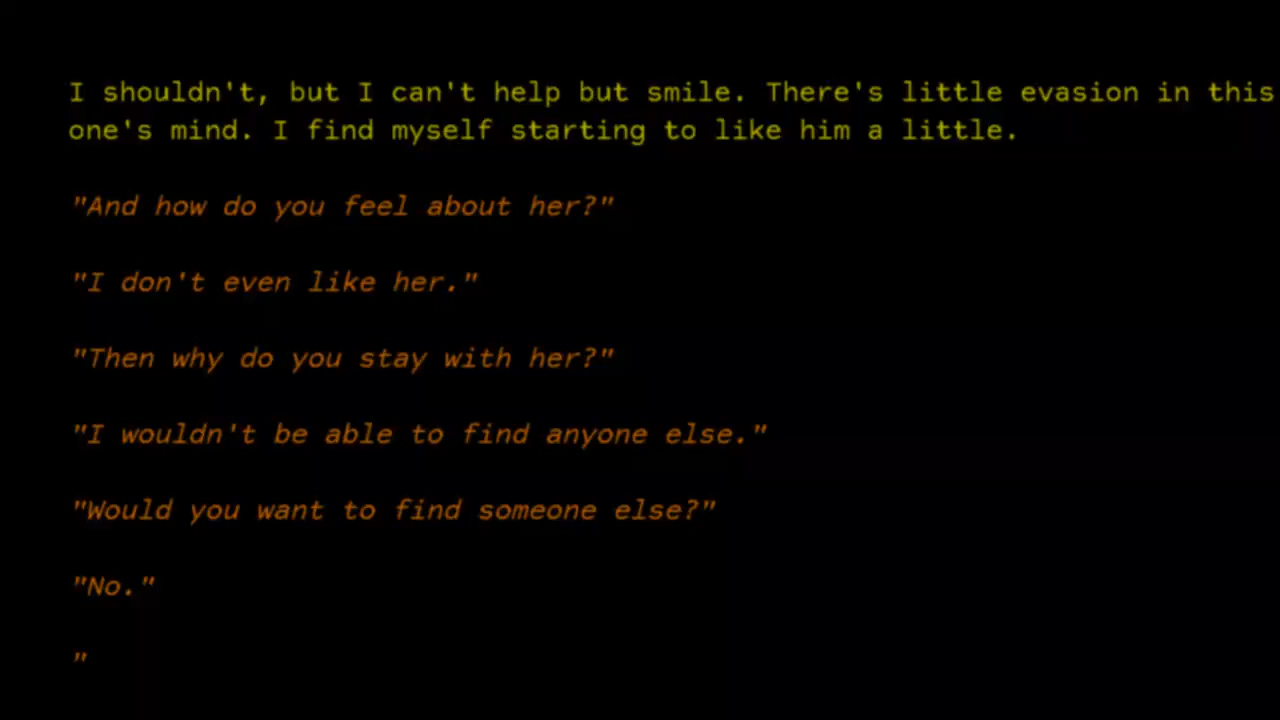 I shouldn't, but I can't help but smile. There's little evasion in this
one's mind. I find myself starting to like him a little.
"And how do you feel about her?"
"I don't even like her."
"Then why do you stay with her?"
"I wouldn't be able to find anyone else."
"Would you want to find someone else?"
"No."
"